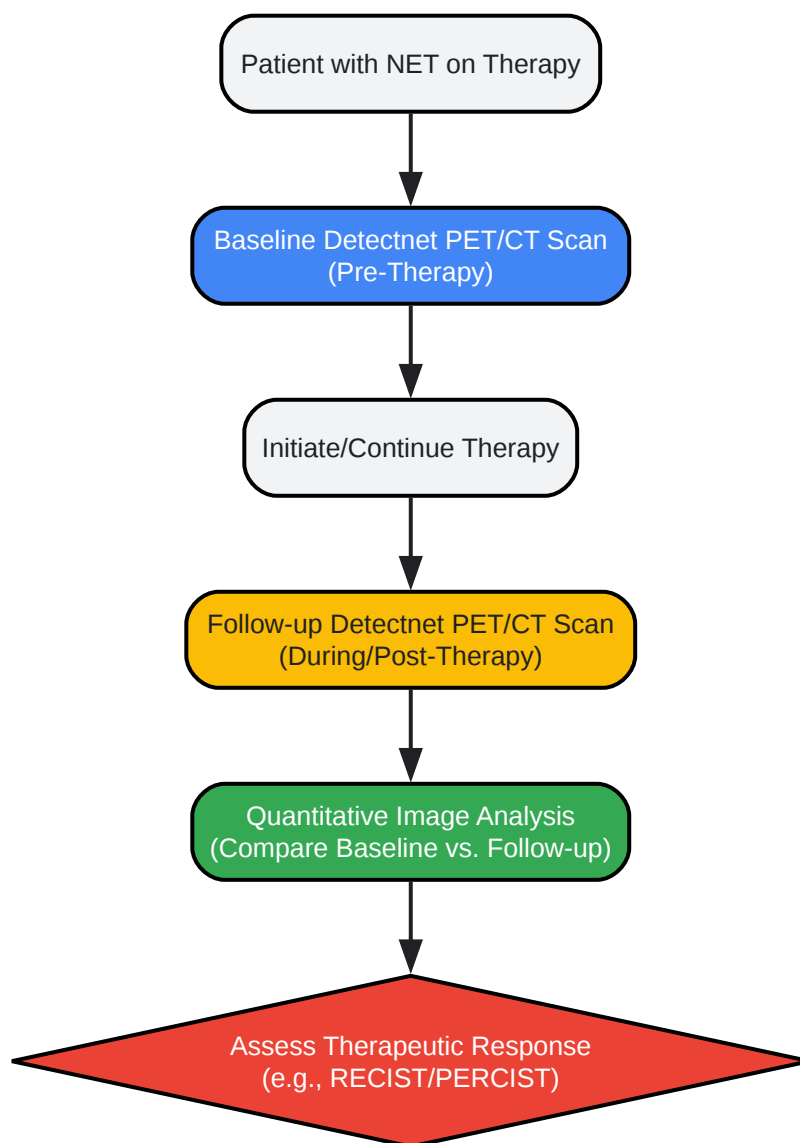 Patient with NET on Therapy
Baseline Detectnet PET/CT Scan
(Pre-Therapy)
Initiate/Continue Therapy
Follow-up Detectnet PET/CT Scan
(During/Post-Therapy)
Quantitative Image Analysis
(Compare Baseline vs. Follow-up)
Assess Therapeutic Response
(e.g., RECIST/PERCIST)